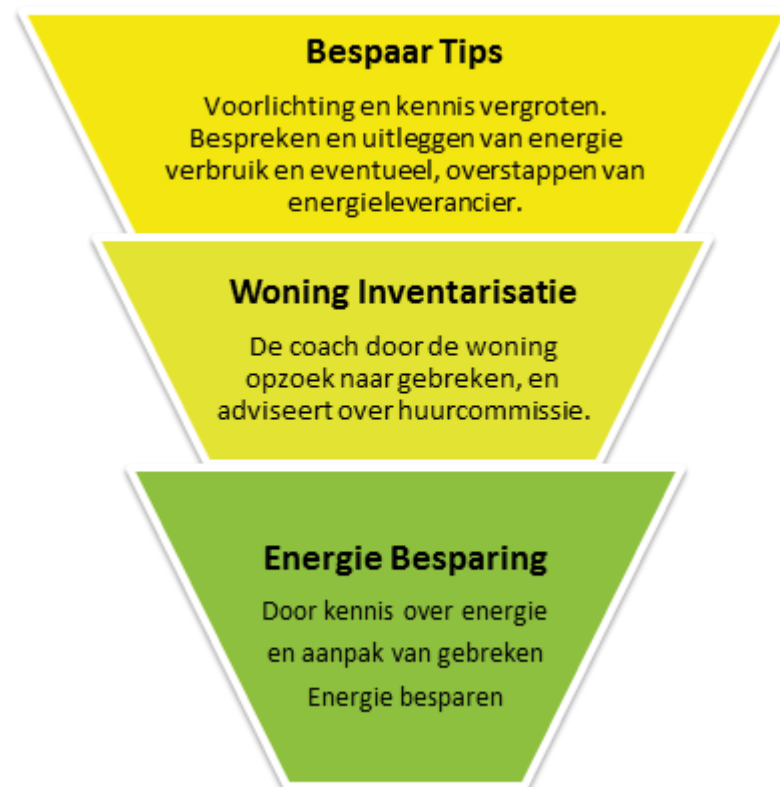 Bespaar Tips
Voorlichting en kennis vergroten.
Bespreken en uitleggen van energie
verbruik en eventueel, overstappen van
energieleverancier.
Woning Inventarisatie
De coach door de woning
opzoek naar gebreken, en
adviseert over huurcommissie.
Energie Besparing
Door kennis over energie
en aanpak van gebreken
Energie besparen